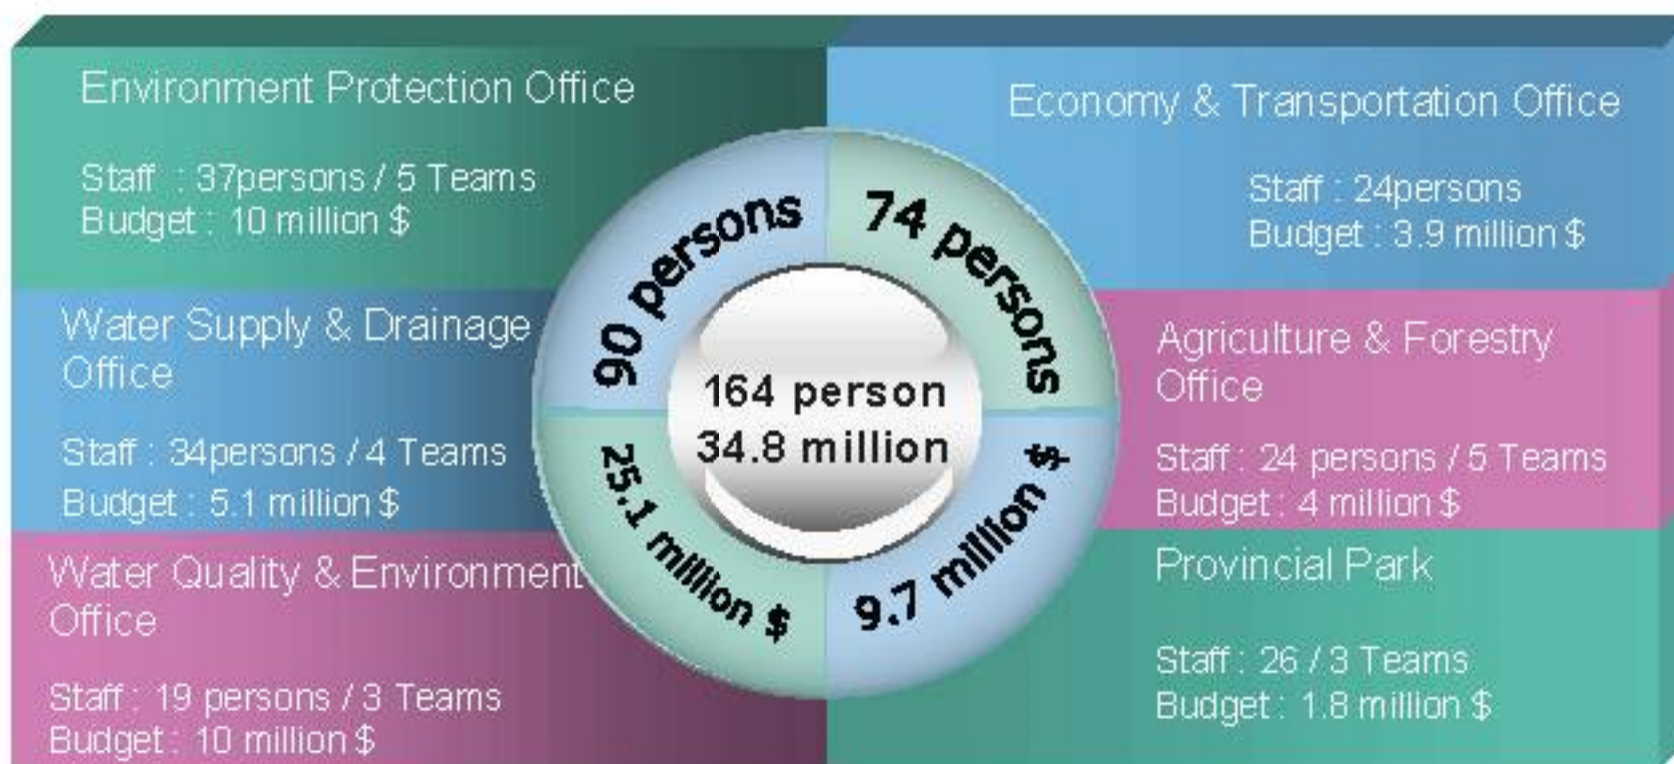 Environment Protection Office
Staff : 37persons / 5 Teams
Budget : 10 million $
Water Supply & Drainage
Office
Staff : 34persons / 4 Teams
Budget : 5.1 million $
Water Quality & Environment
Office
Staff : 19 persons / 3 Teams
Budget : 10 million $
90 persons
74 persons
164 person
34.8 million
25.1 million $
9.7 million $
Economy & Transportation Office
Staff : 24persons
Budget : 3.9 million $
Agriculture & Forestry
Office
Staff : 24 persons / 5 Teams
Budget : 4 million $
Provincial Park
Staff : 26 / 3 Teams
Budget : 1.8 million $